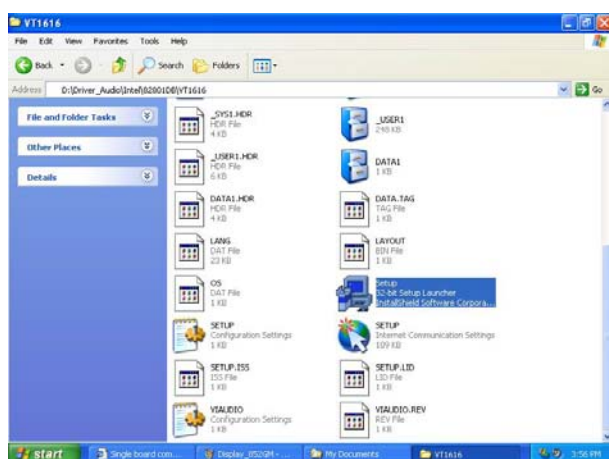 VT1616
File Edit View Favorites Tools Help
Back Search Folders
Address D:\Driver_Audio\Intel\82801DB\VT1616 Go
File and Folder Tasks
Other Places
Details
_SYS1.HDR
HDR File
4 KB
_USER1
248 KB
_USER1.HDR
HDR File
6 KB
DATA1
1 KB
DATA1.HDR
HDR File
4 KB
DATA.TAG
TAG File
1 KB
LANG
DAT File
23 KB
LAYOUT
BIN File
1 KB
OS
DAT File
1 KB
Setup
32-bit Setup Launcher
InstallShield Software Corpora...
SETUP
Configuration Settings
1 KB
SETUP
Internet Communication Settings
109 KB
SETUP.ISS
ISS File
1 KB
SETUP.LID
LID File
1 KB
VIAUDIO
Configuration Settings
1 KB
VIAUDIO.REV
REV File
1 KB
start Single board com... Display_852GM - ... My Documents VT1616 3:56 PM